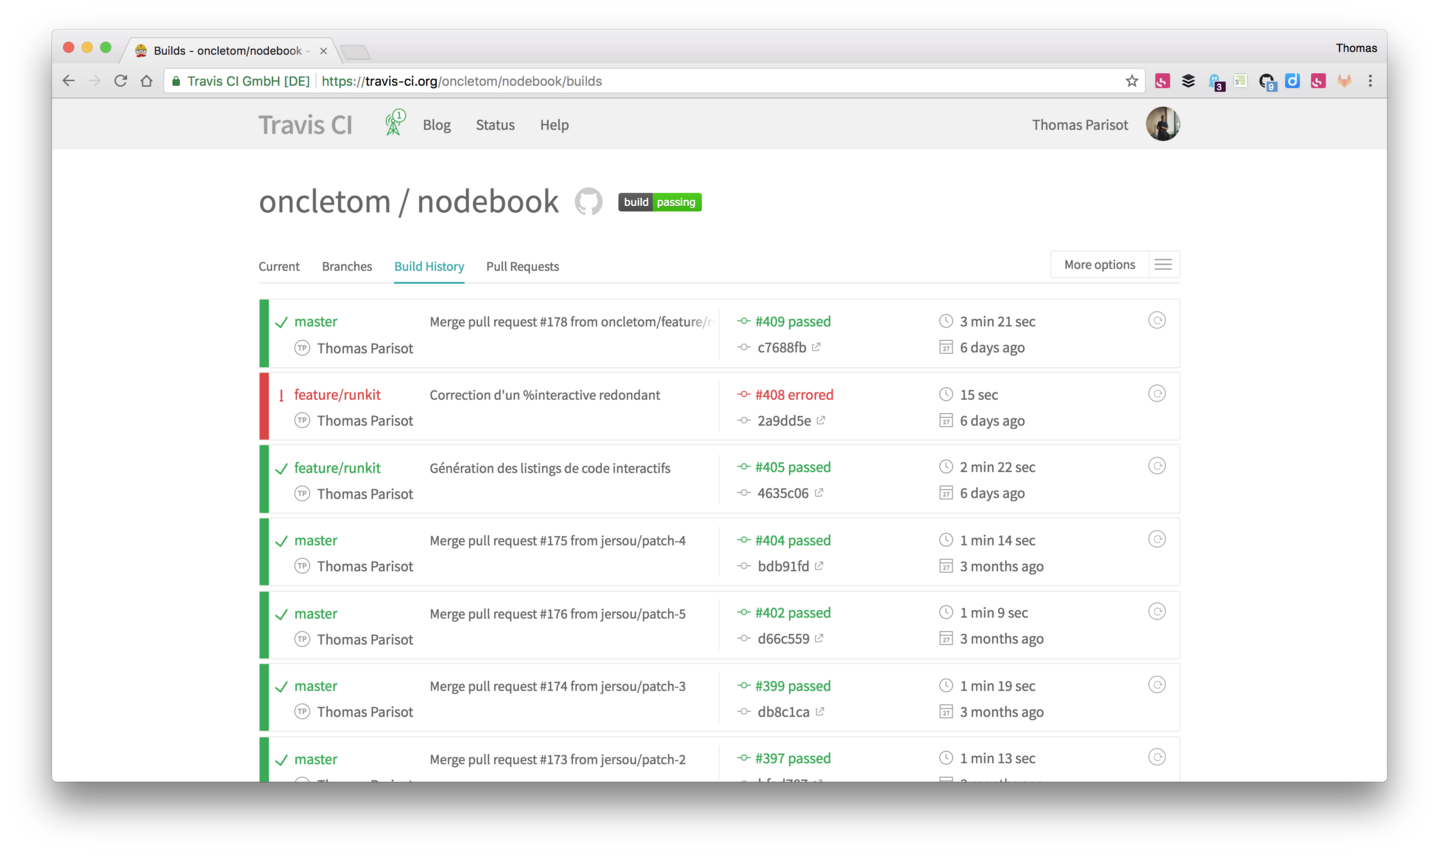 Builds - oncletom/nodebook -
Thomas
Travis CI GmbH [DE] https://travis-ci.org/oncletom/nodebook/builds
3
9
Travis CI
1
Blog
Status
Help
Thomas Parisot
oncletom / nodebook
build passing
Current
Branches
Build History
Pull Requests
More options
master
Merge pull request #178 from oncletom/feature/r
#409 passed
3 min 21 sec
TP Thomas Parisot
c7688fb
27 6 days ago
feature/runkit
Correction d'un %interactive redondant
#408 errored
15 sec
TP Thomas Parisot
2a9dd5e
27 6 days ago
feature/runkit
Génération des listings de code interactifs
#405 passed
2 min 22 sec
TP Thomas Parisot
4635c06
27 6 days ago
master
Merge pull request #175 from jersou/patch-4
#404 passed
1 min 14 sec
TP Thomas Parisot
bdb91fd
27 3 months ago
master
Merge pull request #176 from jersou/patch-5
#402 passed
1 min 9 sec
TP Thomas Parisot
d66c559
27 3 months ago
master
Merge pull request #174 from jersou/patch-3
#399 passed
1 min 19 sec
TP Thomas Parisot
db8c1ca
27 3 months ago
master
Merge pull request #173 from jersou/patch-2
#397 passed
1 min 13 sec